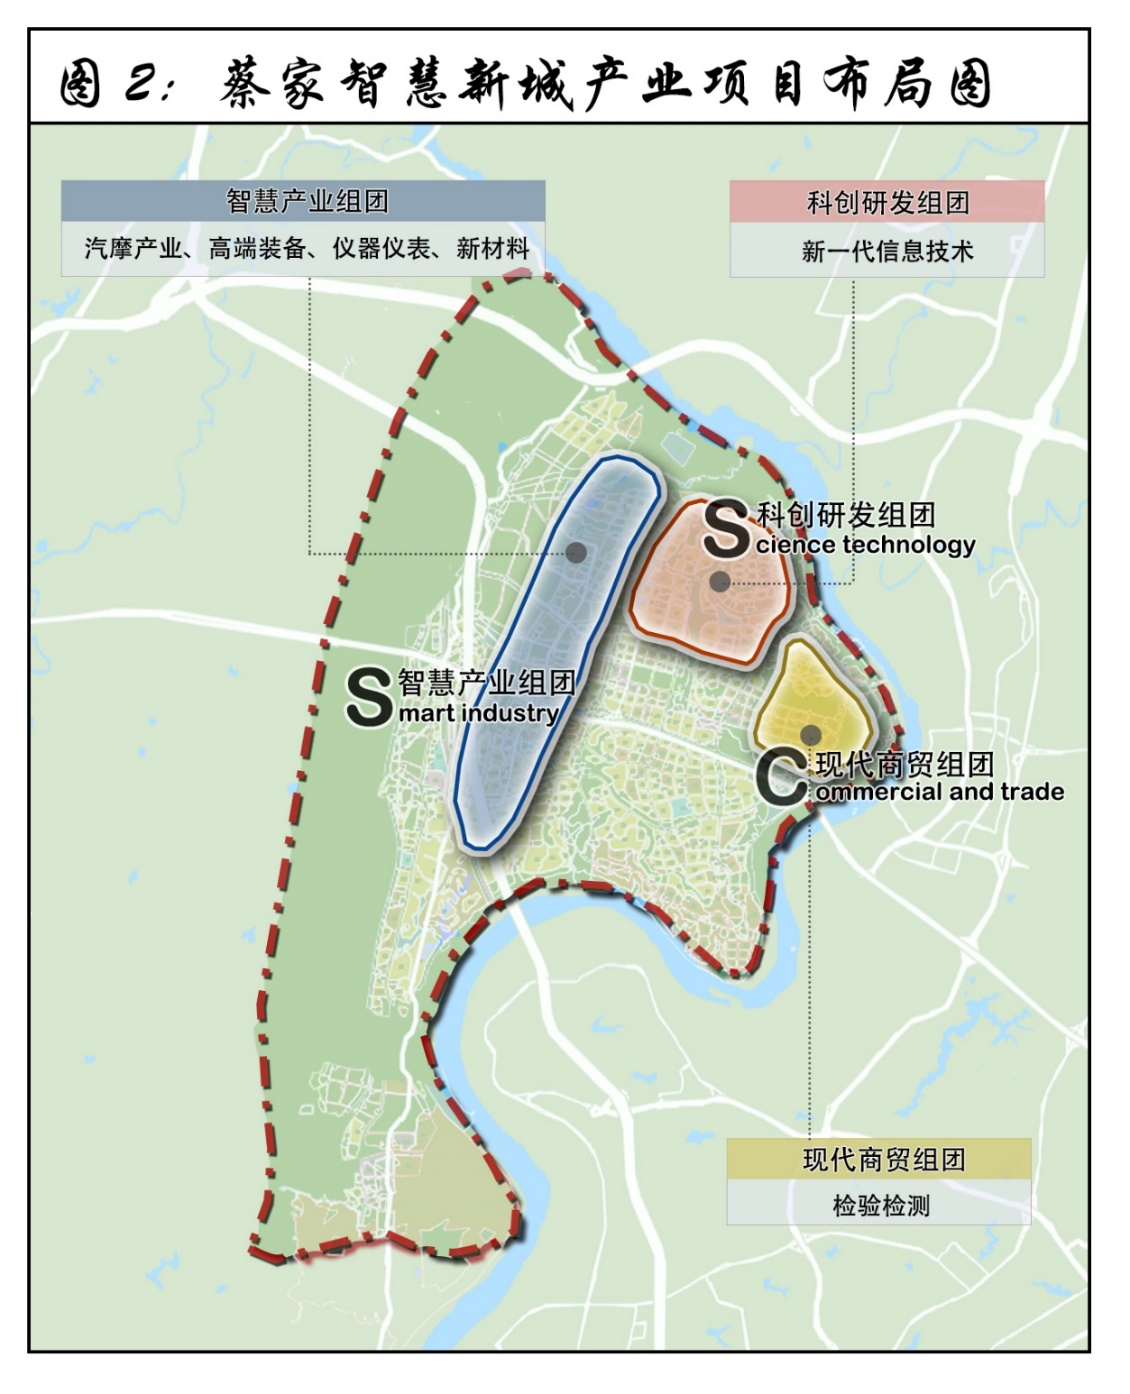 图 2：蔡家智慧新城产业项目布局图
智慧产业组团
汽摩产业、高端装备、仪器仪表、新材料
科创研发组团
新一代信息技术
科创研发组团
Science technology
智慧产业组团
Smart industry
现代商贸组团
Commercial and trade
现代商贸组团
检验检测